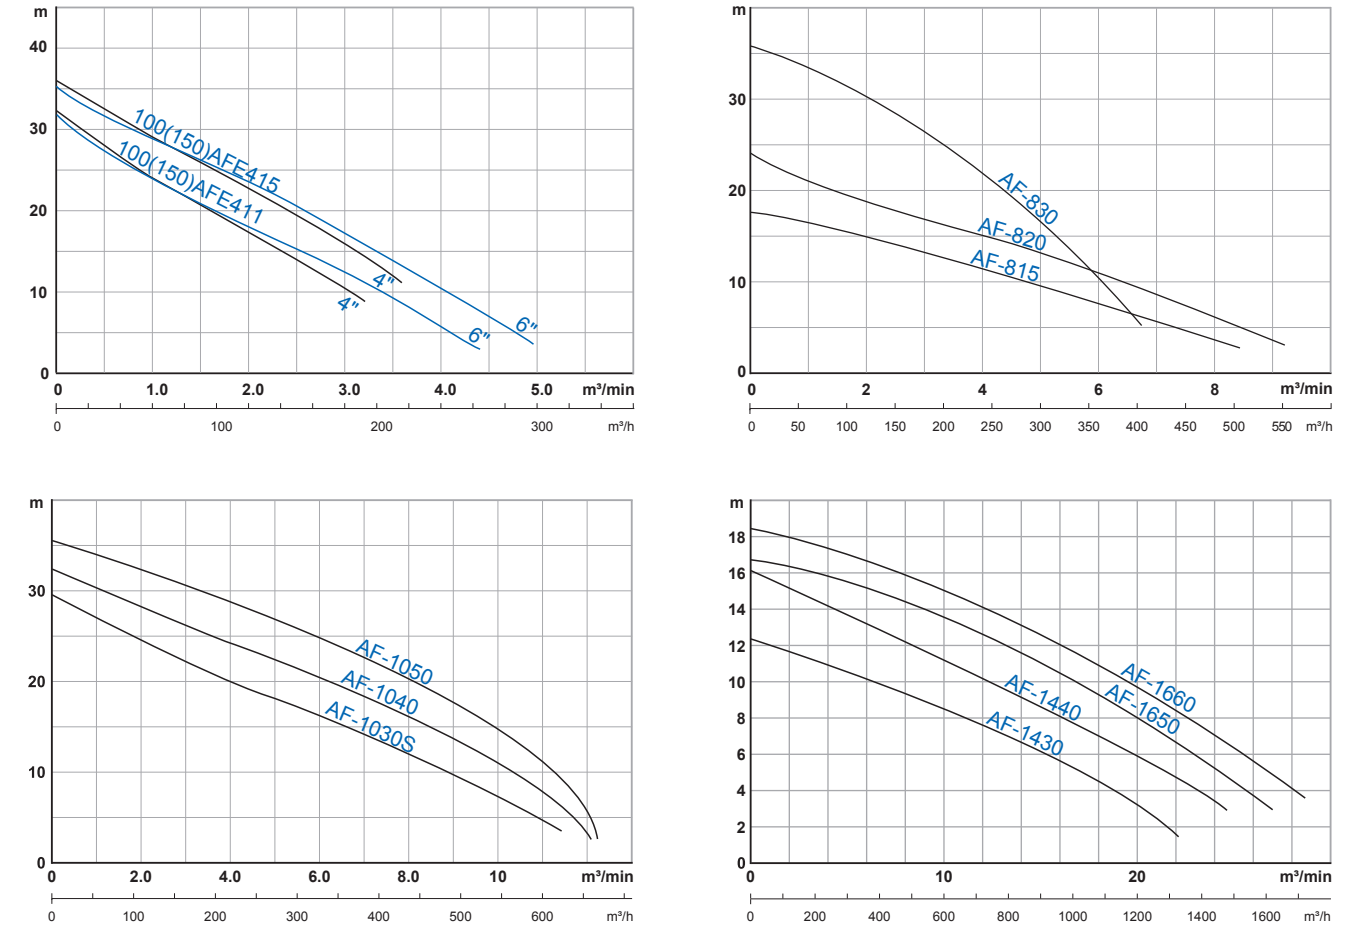 m
40
30
20
10
0
100(150)AFE415
100(150)AFE411
4"
4"
6"
6"
0 1.0 2.0 3.0 4.0 5.0 m³/min
0 100 200 300 m³/h
m
30
20
10
0
AF-830
AF-820
AF-815
0 2 4 6 8 m³/min
0 50 100 150 200 250 300 350 400 450 500 550 m³/h
m
30
20
10
0
AF-1050
AF-1040
AF-1030S
0 2.0 4.0 6.0 8.0 10 m³/min
0 100 200 300 400 500 600 m³/h
m
18
16
14
12
10
8
6
4
2
0
AF-1660
AF-1650
AF-1440
AF-1430
0 10 20 m³/min
0 200 400 600 800 1000 1200 1400 1600 m³/h